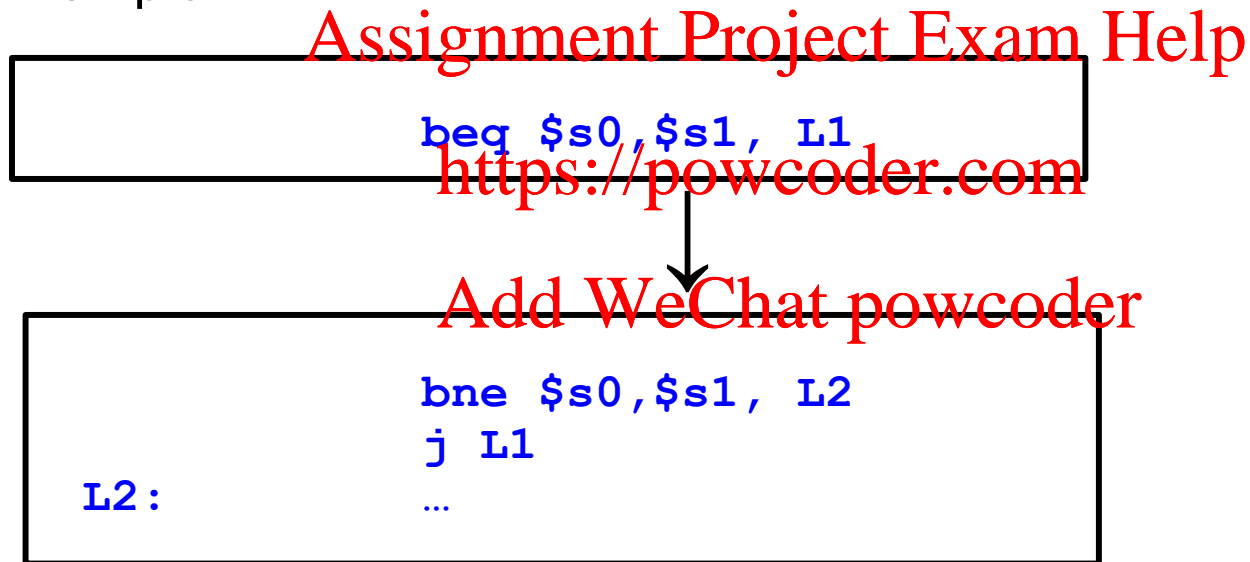 Assignment Project Exam Help
beq $s0,$s1, L1
https://powcoder.com
Add WeChat powcoder
bne $s0,$s1, L2
j L1
L2: …